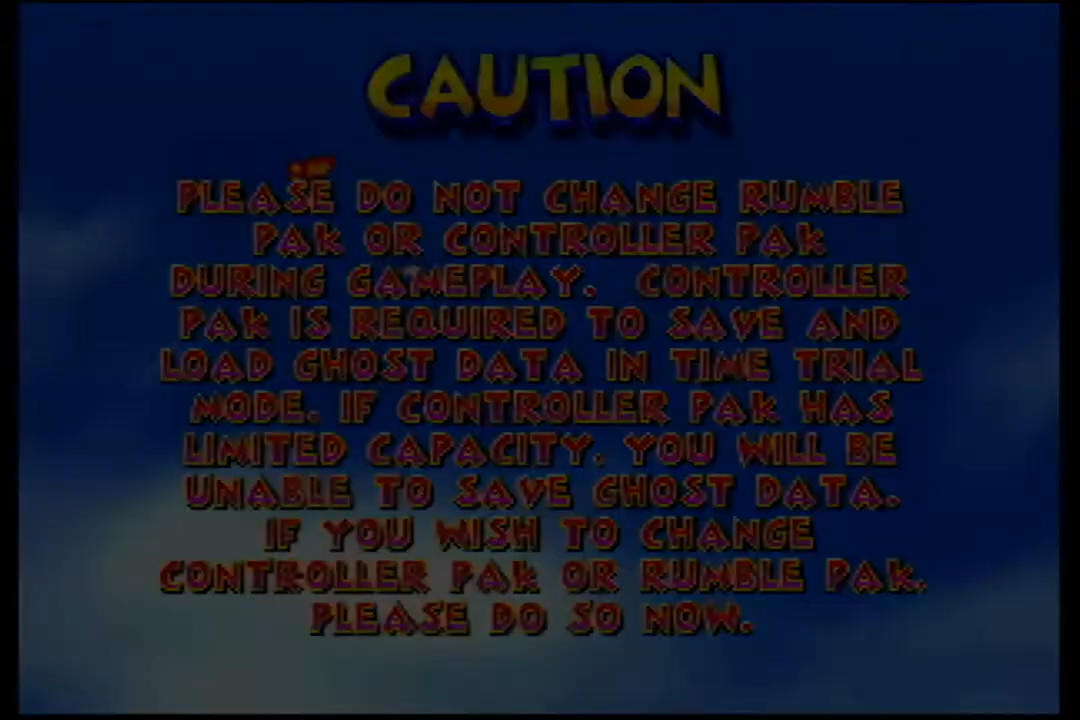 CAUTION
PLEASE DO NOT CHANGE RUMBLE
PAK OR CONTROLLER PAK
DURING GAMEPLAY. CONTROLLER
PAK IS REQUIRED TO SAVE AND
LOAD GHOST DATA IN TIME TRIAL
MODE. IF CONTROLLER PAK HAS
LIMITED CAPACITY. YOU WILL BE
UNABLE TO SAVE GHOST DATA.
IF YOU WISH TO CHANGE
CONTROLLER PAK OR RUMBLE PAK.
PLEASE DO SO NOW.